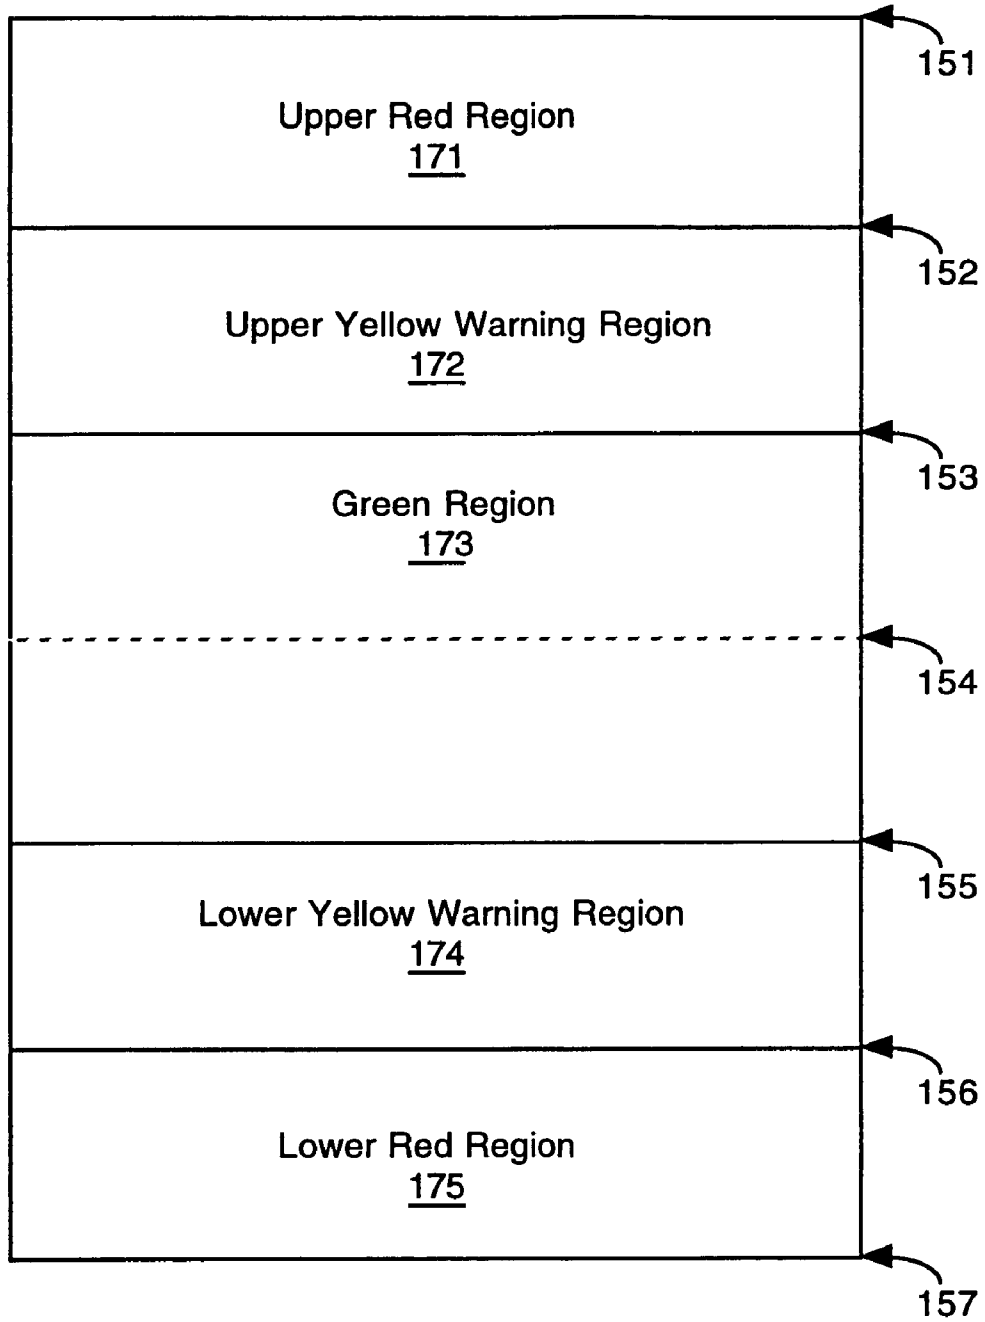 151
Upper Red Region
171
152
Upper Yellow Warning Region
172
153
Green Region
173
154
155
Lower Yellow Warning Region
174
156
Lower Red Region
175
157